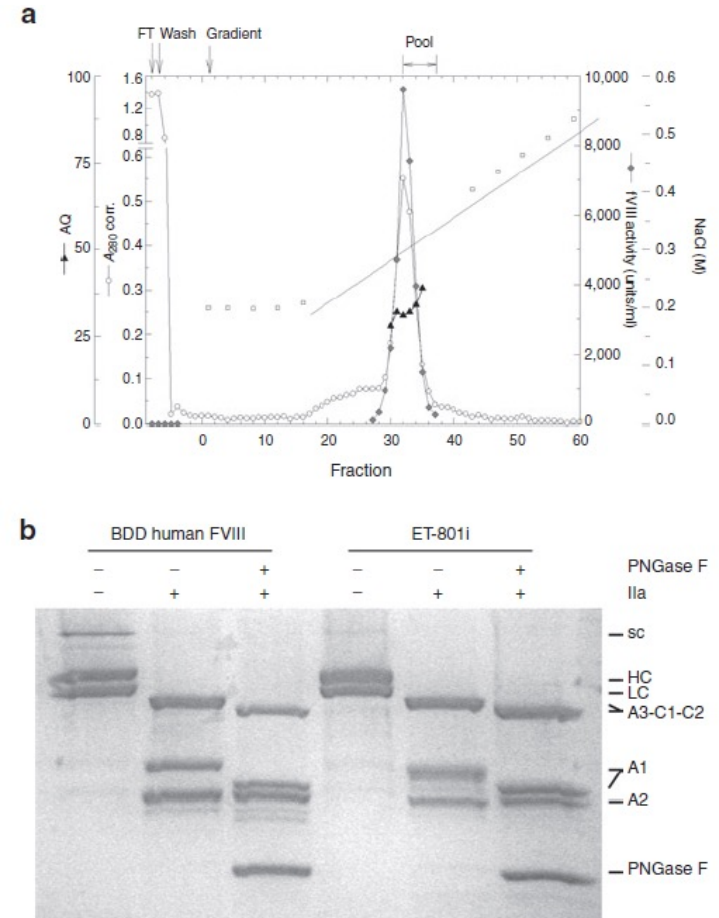 a
FT Wash Gradient
Pool
100 1.6 10,000 0.6
1.2
0.8 0.5
75 0.6 8,000
0.5 0.4
6,000
50 0.4 0.3
0.3 4,000
0.2
25 0.2
2,000
0.1 0.1
0 0.0 0 0.0
0 10 20 30 40 50 60
AQ
A280 corr.
fVIII activity (units/ml)
NaCl (M)
Fraction
b
BDD human FVIII ET-801i
– – + – – + PNGase F
– + + – + + IIa
sc
HC
LC
A3-C1-C2
A1
A2
PNGase F